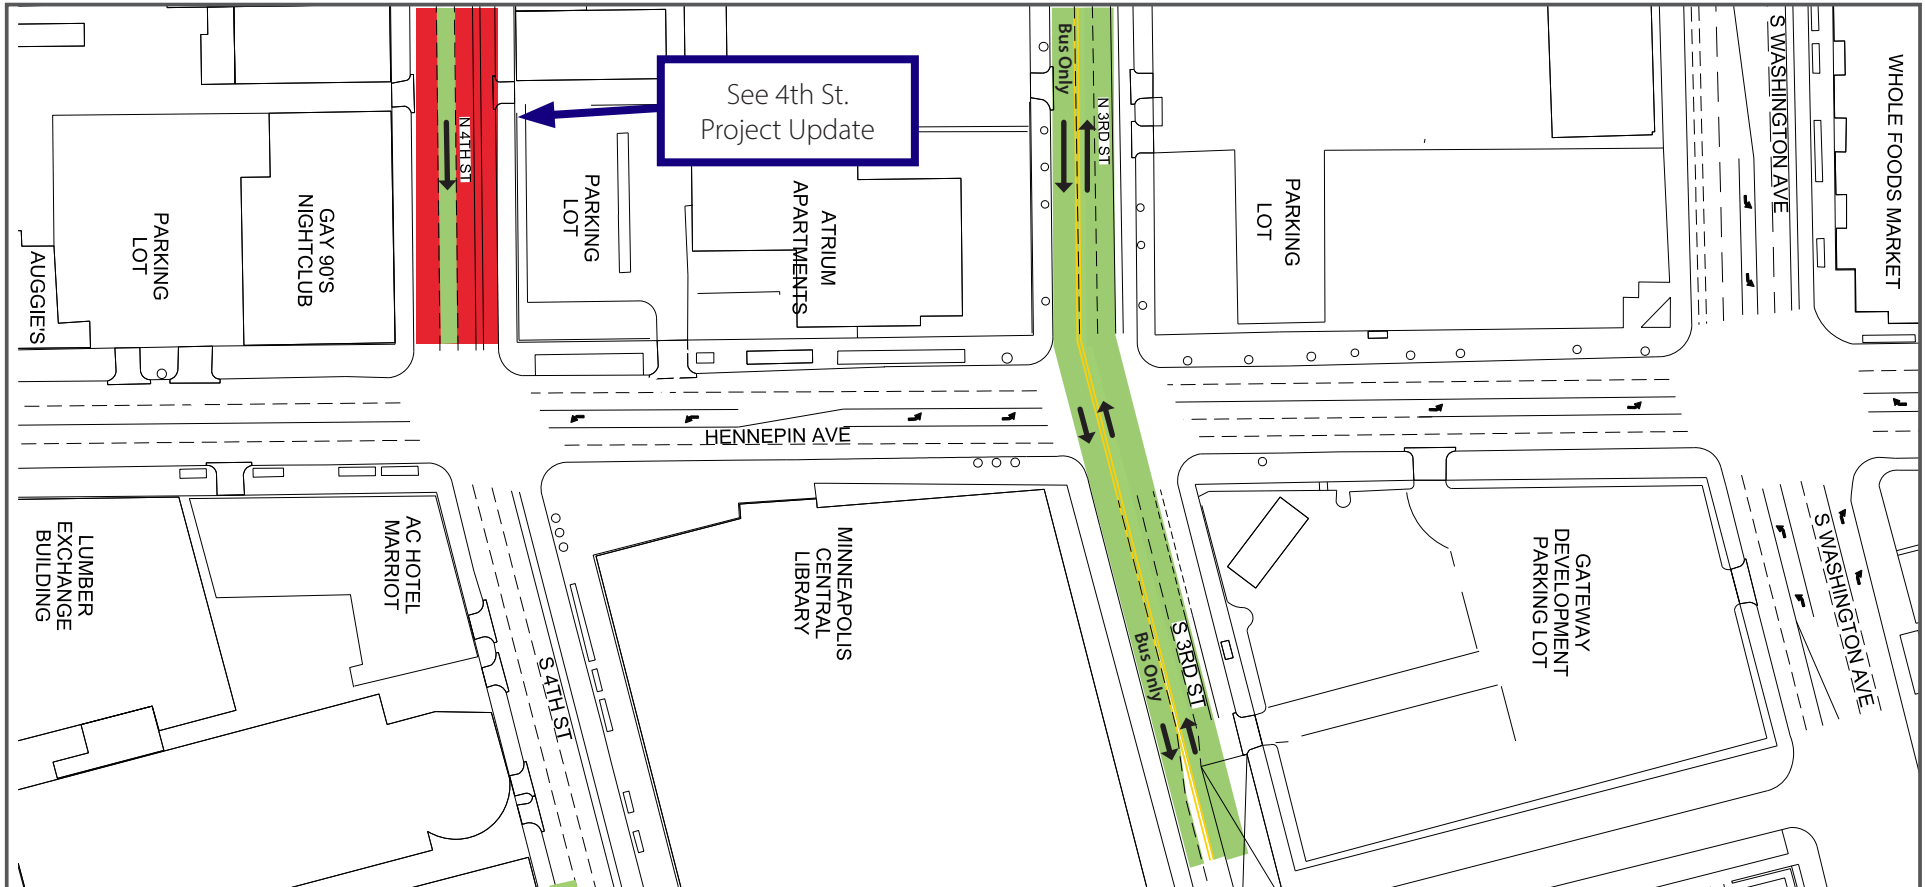 See 4th St.
Project Update
N 4TH ST
Bus Only
N 3RD ST
S WASHINGTON AVE
WHOLE FOODS MARKET
AUGGIE'S
PARKING
LOT
GAY 90'S
NIGHTCLUB
PARKING
LOT
ATRIUM
APARTMENTS
PARKING
LOT
HENNEPIN AVE
LUMBER
EXCHANGE
BUILDING
AC HOTEL
MARRIOT
S 4TH ST
MINNEAPOLIS
CENTRAL
LIBRARY
Bus Only
S 3RD ST
GATEWAY
DEVELOPMENT
PARKING LOT
S WASHINGTON AVE